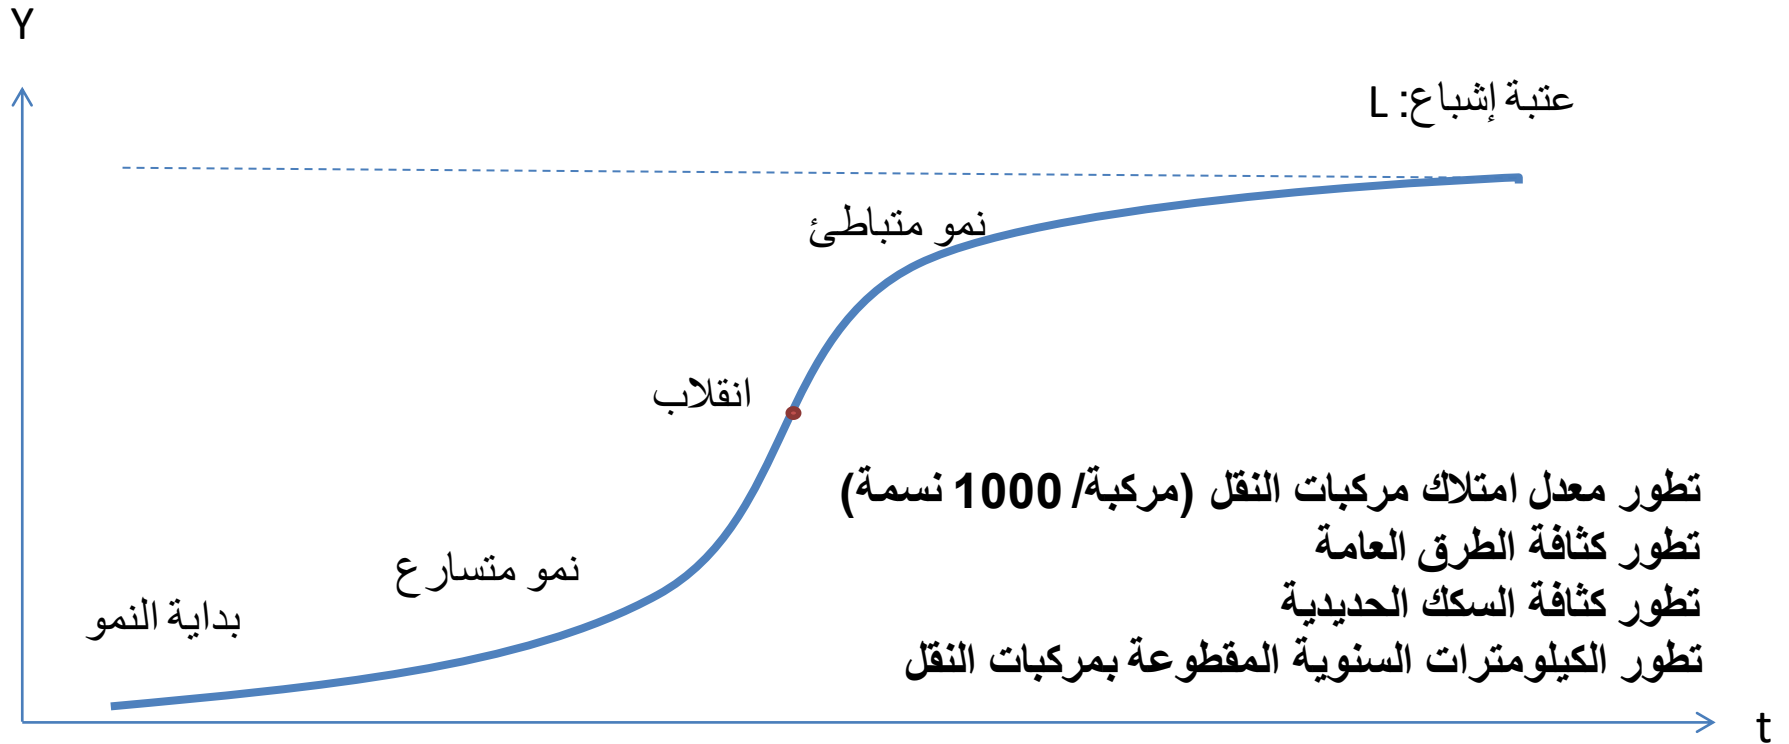 Y
عتبة إشباع: L
نمو متباطئ
انقلاب
نمو متسارع
بداية النمو
تطور معدل امتلاك مركبات النقل (مركبة/ 1000 نسمة)
تطور كثافة الطرق العامة
تطور كثافة السكك الحديدية
تطور الكيلومترات السنوية المقطوعة بمركبات النقل
t